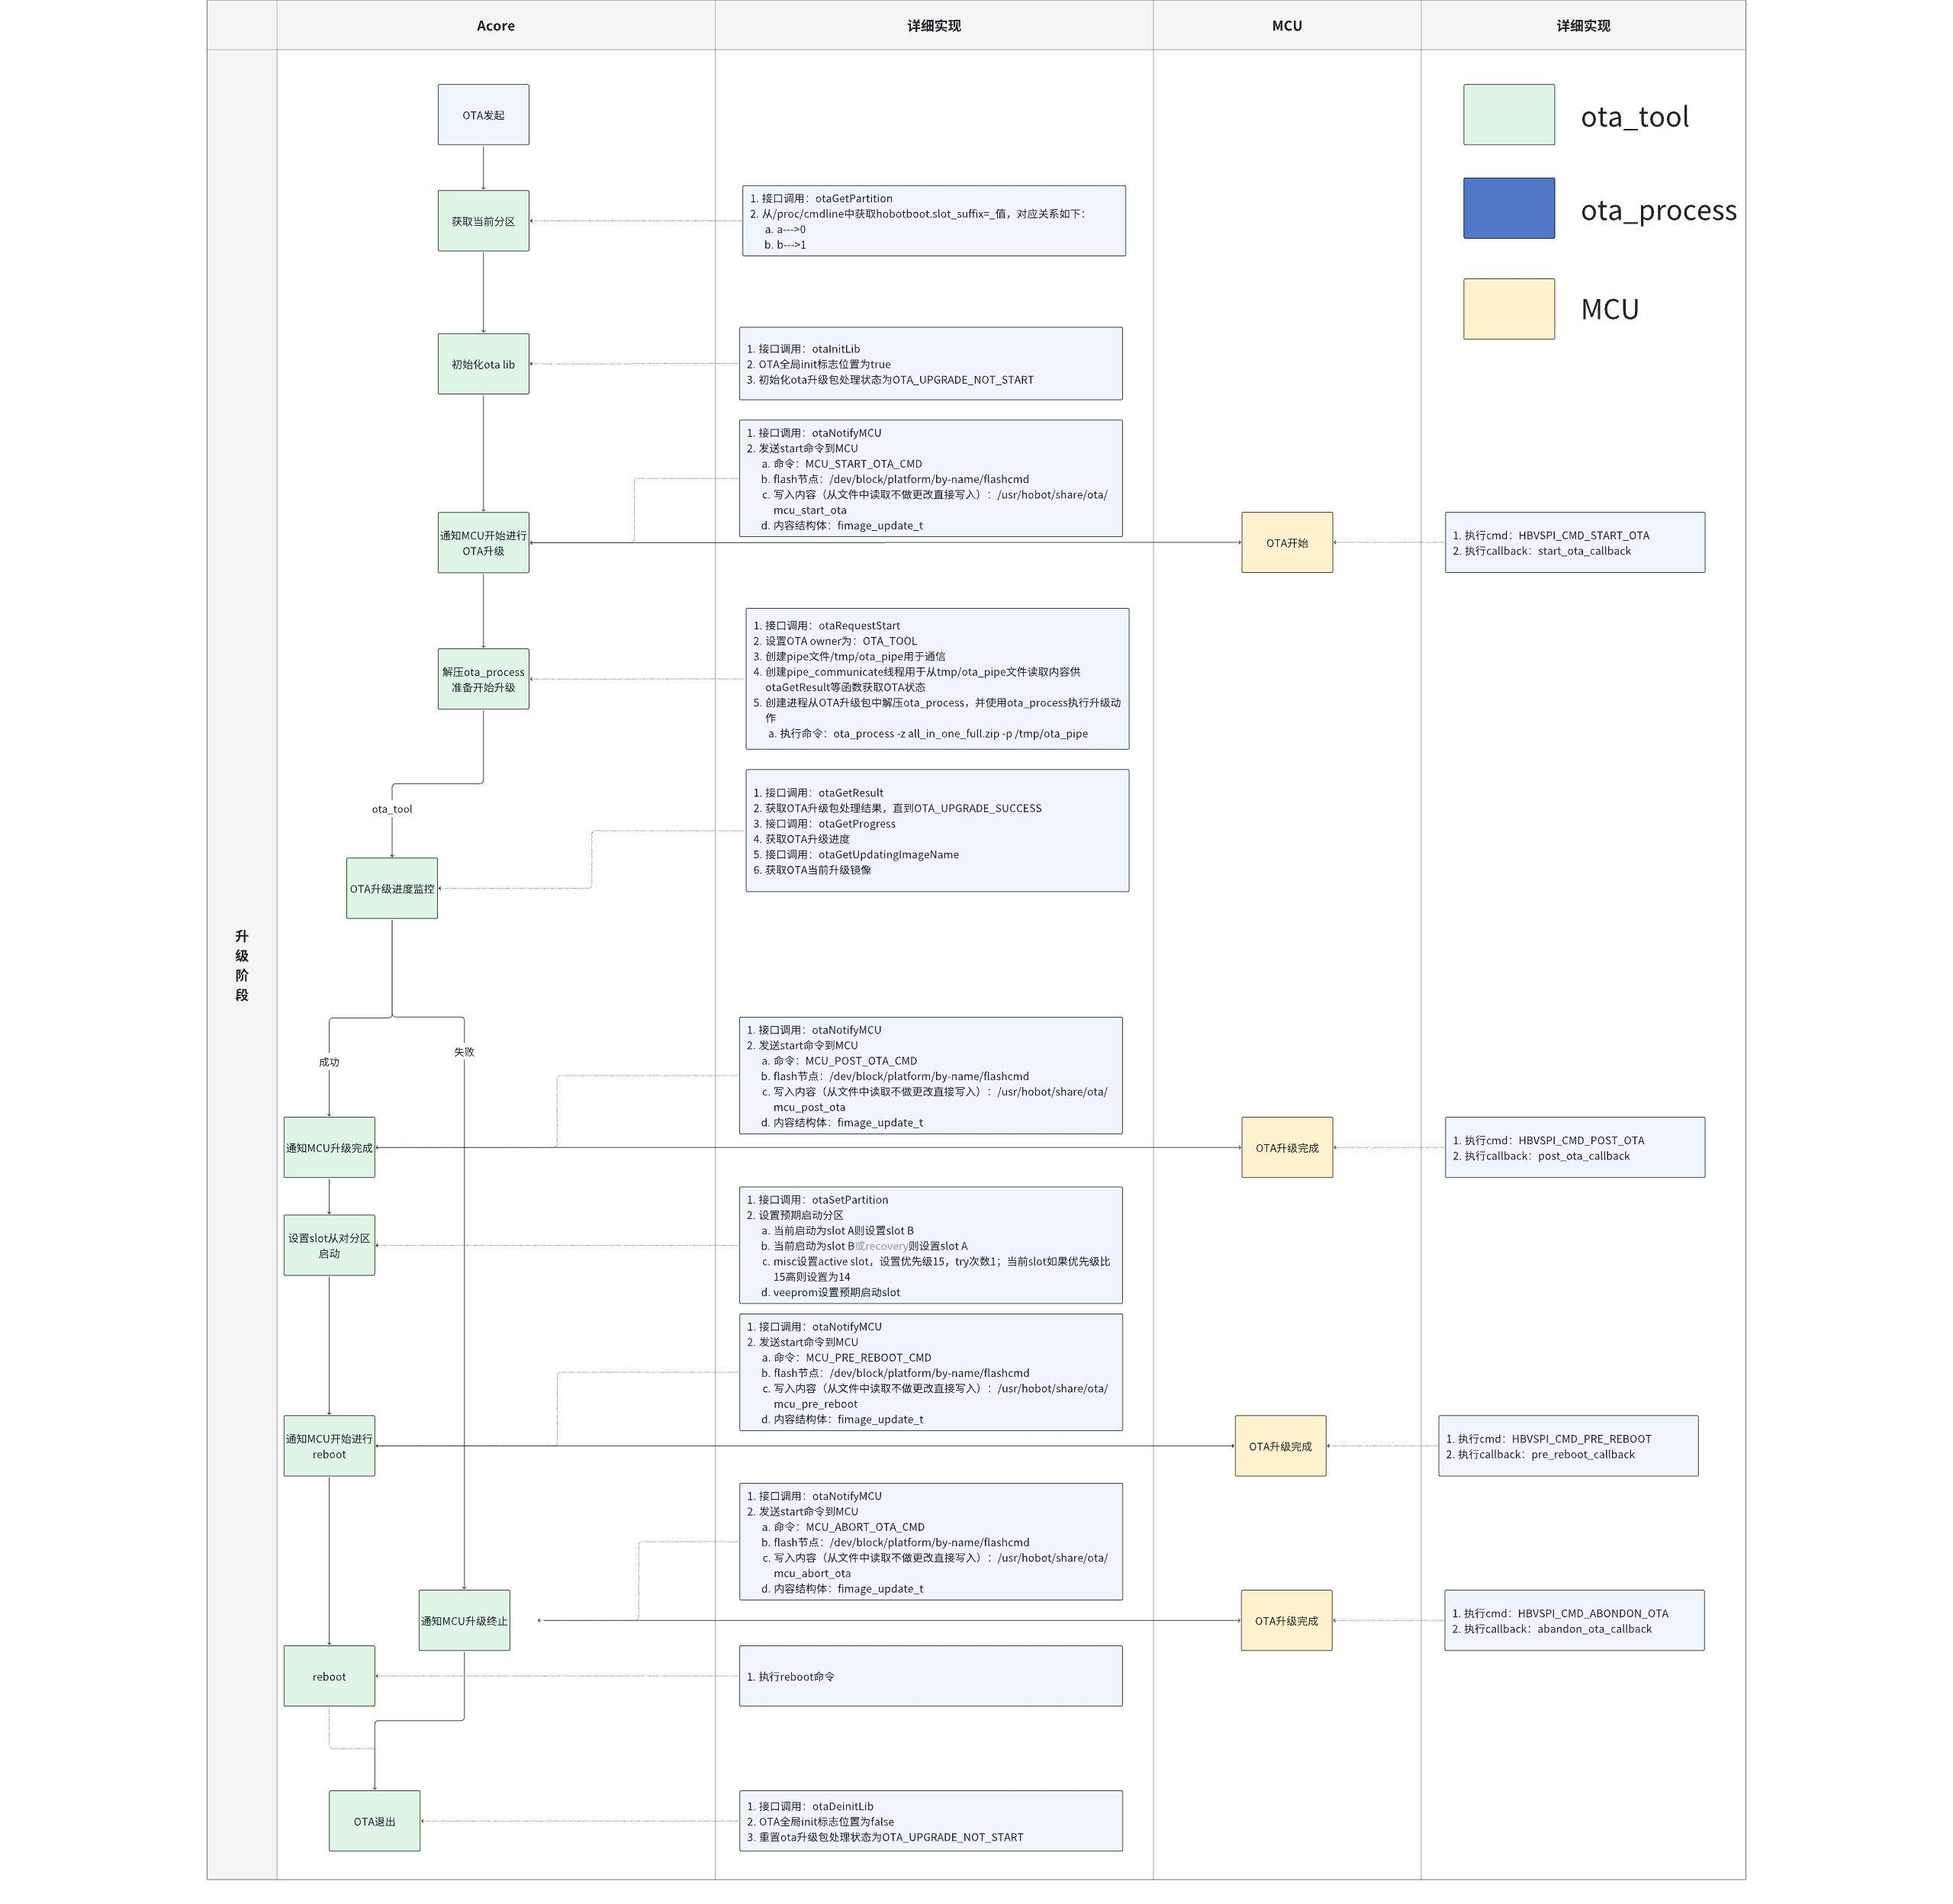 Acore
详细实现
MCU
详细实现
升
级
阶
段
ota_tool
ota_process
MCU
OTA发起
获取当前分区
1. 接口调用：otaGetPartition
2. 从/proc/cmdline中获取hobotboot.slot_suffix=_值，对应关系如下：
a. a--->0
b. b--->1
初始化ota lib
1. 接口调用：otaInitLib
2. OTA全局init标志位置为true
3. 初始化ota升级包处理状态为OTA_UPGRADE_NOT_START
1. 接口调用：otaNotifyMCU
2. 发送start命令到MCU
a. 命令：MCU_START_OTA_CMD
b. flash节点：/dev/block/platform/by-name/flashcmd
c. 写入内容（从文件中读取不做更改直接写入）：/usr/hobot/share/ota/
mcu_start_ota
d. 内容结构体：fimage_update_t
通知MCU开始进行
OTA升级
OTA开始
1. 执行cmd：HBVSPI_CMD_START_OTA
2. 执行callback：start_ota_callback
解压ota_process
准备开始升级
1. 接口调用：otaRequestStart
2. 设置OTA owner为：OTA_TOOL
3. 创建pipe文件/tmp/ota_pipe用于通信
4. 创建pipe_communicate线程用于从tmp/ota_pipe文件读取内容供
otaGetResult等函数获取OTA状态
5. 创建进程从OTA升级包中解压ota_process，并使用ota_process执行升级动
作
a. 执行命令：ota_process -z all_in_one_full.zip -p /tmp/ota_pipe
ota_tool
OTA升级进度监控
1. 接口调用：otaGetResult
2. 获取OTA升级包处理结果，直到OTA_UPGRADE_SUCCESS
3. 接口调用：otaGetProgress
4. 获取OTA升级进度
5. 接口调用：otaGetUpdatingImageName
6. 获取OTA当前升级镜像
成功
失败
1. 接口调用：otaNotifyMCU
2. 发送start命令到MCU
a. 命令：MCU_POST_OTA_CMD
b. flash节点：/dev/block/platform/by-name/flashcmd
c. 写入内容（从文件中读取不做更改直接写入）：/usr/hobot/share/ota/
mcu_post_ota
d. 内容结构体：fimage_update_t
通知MCU升级完成
OTA升级完成
1. 执行cmd：HBVSPI_CMD_POST_OTA
2. 执行callback：post_ota_callback
设置slot从对分区
启动
1. 接口调用：otaSetPartition
2. 设置预期启动分区
a. 当前启动为slot A则设置slot B
b. 当前启动为slot B或recovery则设置slot A
c. misc设置active slot，设置优先级15，try次数1；当前slot如果优先级比
15高则设置为14
d. veeprom设置预期启动slot
1. 接口调用：otaNotifyMCU
2. 发送start命令到MCU
a. 命令：MCU_PRE_REBOOT_CMD
b. flash节点：/dev/block/platform/by-name/flashcmd
c. 写入内容（从文件中读取不做更改直接写入）：/usr/hobot/share/ota/
mcu_pre_reboot
d. 内容结构体：fimage_update_t
通知MCU开始进行
reboot
OTA升级完成
1. 执行cmd：HBVSPI_CMD_PRE_REBOOT
2. 执行callback：pre_reboot_callback
1. 接口调用：otaNotifyMCU
2. 发送start命令到MCU
a. 命令：MCU_ABORT_OTA_CMD
b. flash节点：/dev/block/platform/by-name/flashcmd
c. 写入内容（从文件中读取不做更改直接写入）：/usr/hobot/share/ota/
mcu_abort_ota
d. 内容结构体：fimage_update_t
通知MCU升级终止
OTA升级完成
1. 执行cmd：HBVSPI_CMD_ABONDON_OTA
2. 执行callback：abandon_ota_callback
reboot
1. 执行reboot命令
OTA退出
1. 接口调用：otaDeinitLib
2. OTA全局init标志位置为false
3. 重置ota升级包处理状态为OTA_UPGRADE_NOT_START